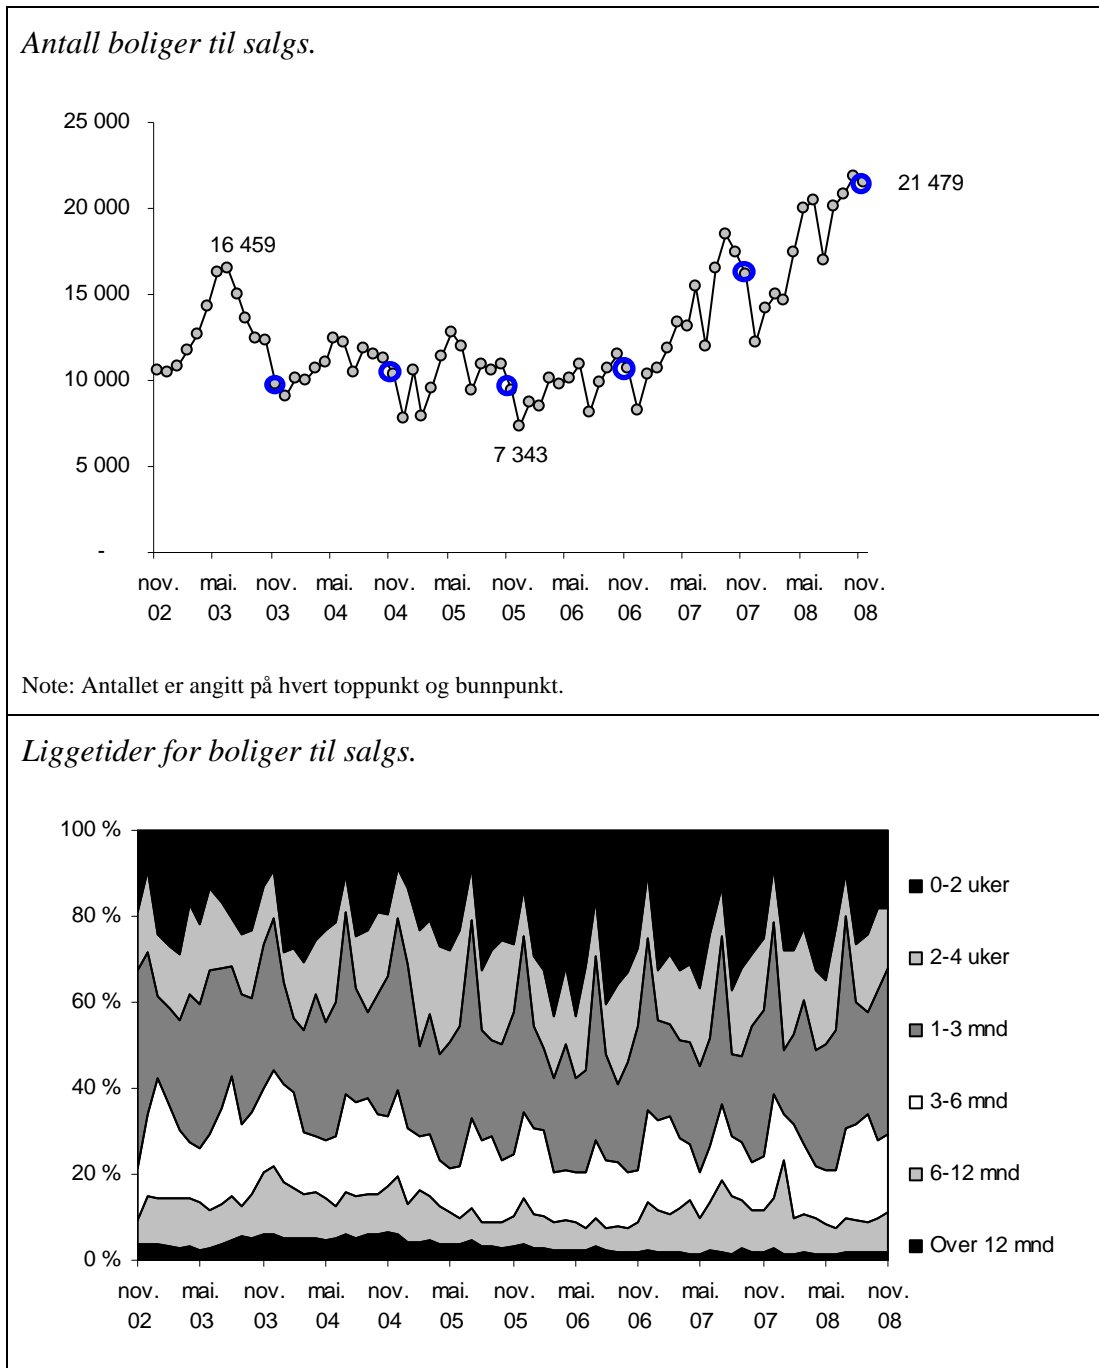 Antall boliger til salgs.
25 000
20 000
15 000
10 000
5 000
-
16 459
7 343
21 479
nov. mai. nov. mai. nov. mai. nov. mai. nov. mai. nov. mai. nov.
02 03 03 04 04 05 05 06 06 07 07 08 08
Note: Antallet er angitt på hvert toppunkt og bunnpunkt.
Liggetider for boliger til salgs.
100 %
80 %
60 %
40 %
20 %
0 %
0-2 uker
2-4 uker
1-3 mnd
3-6 mnd
6-12 mnd
Over 12 mnd
nov. mai. nov. mai. nov. mai. nov. mai. nov. mai. nov. mai. nov.
02 03 03 04 04 05 05 06 06 07 07 08 08